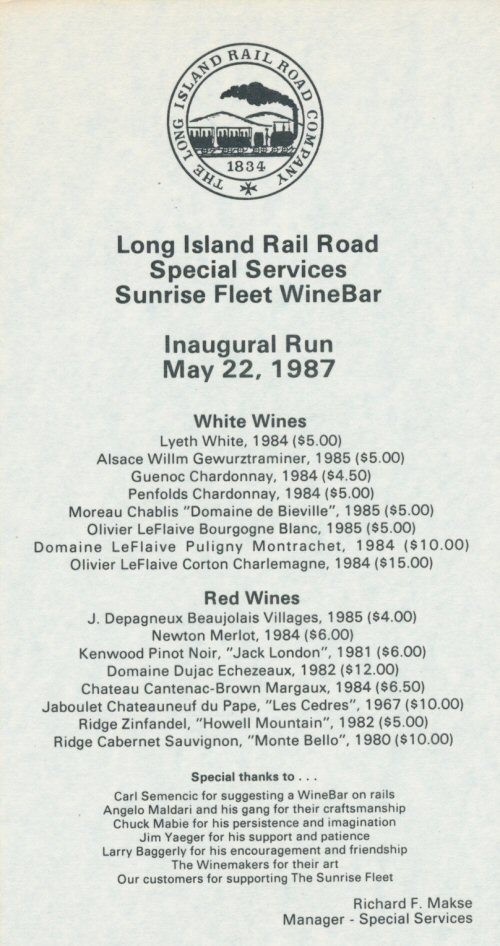 THE LONG ISLAND RAIL ROAD COMPANY
1834
Long Island Rail Road
Special Services
Sunrise Fleet WineBar
Inaugural Run
May 22, 1987
White Wines
Lyeth White, 1984 ($5.00)
Alsace Willm Gewurztraminer, 1985 ($5.00)
Guenoc Chardonnay, 1984 ($4.50)
Penfolds Chardonnay, 1984 ($5.00)
Moreau Chablis "Domaine de Bieville", 1985 ($5.00)
Olivier LeFlaive Bourgogne Blanc, 1985 ($5.00)
Domaine LeFlaive Puligny Montrachet, 1984 ($10.00)
Olivier LeFlaive Corton Charlemagne, 1984 ($15.00)
Red Wines
J. Depagneux Beaujolais Villages, 1985 ($4.00)
Newton Merlot, 1984 ($6.00)
Kenwood Pinot Noir, "Jack London", 1981 ($6.00)
Domaine Dujac Echezeaux, 1982 ($12.00)
Chateau Cantenac-Brown Margaux, 1984 ($6.50)
Jaboulet Chateauneuf du Pape, "Les Cedres", 1967 ($10.00)
Ridge Zinfandel, "Howell Mountain", 1982 ($5.00)
Ridge Cabernet Sauvignon, "Monte Bello", 1980 ($10.00)
Special thanks to . . .
Carl Semencic for suggesting a WineBar on rails
Angelo Maldari and his gang for their craftsmanship
Chuck Mabie for his persistence and imagination
Jim Yaeger for his support and patience
Larry Baggerly for his encouragement and friendship
The Winemakers for their art
Our customers for supporting The Sunrise Fleet
Richard F. Makse
Manager - Special Services